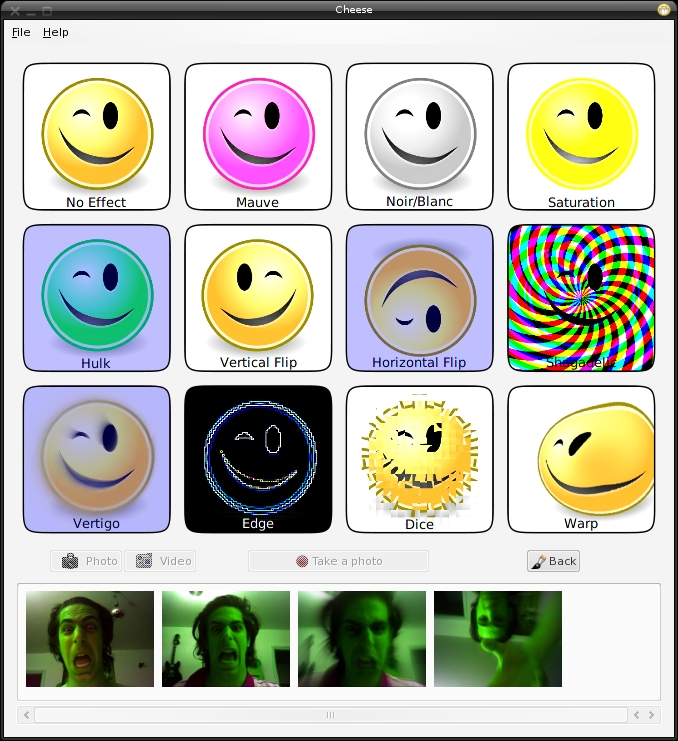 Cheese
File Help
No Effect
Mauve
Noir/Blanc
Saturation
Hulk
Vertical Flip
Horizontal Flip
Shagadelic
Vertigo
Edge
Dice
Warp
Photo
Video
Take a photo
Back